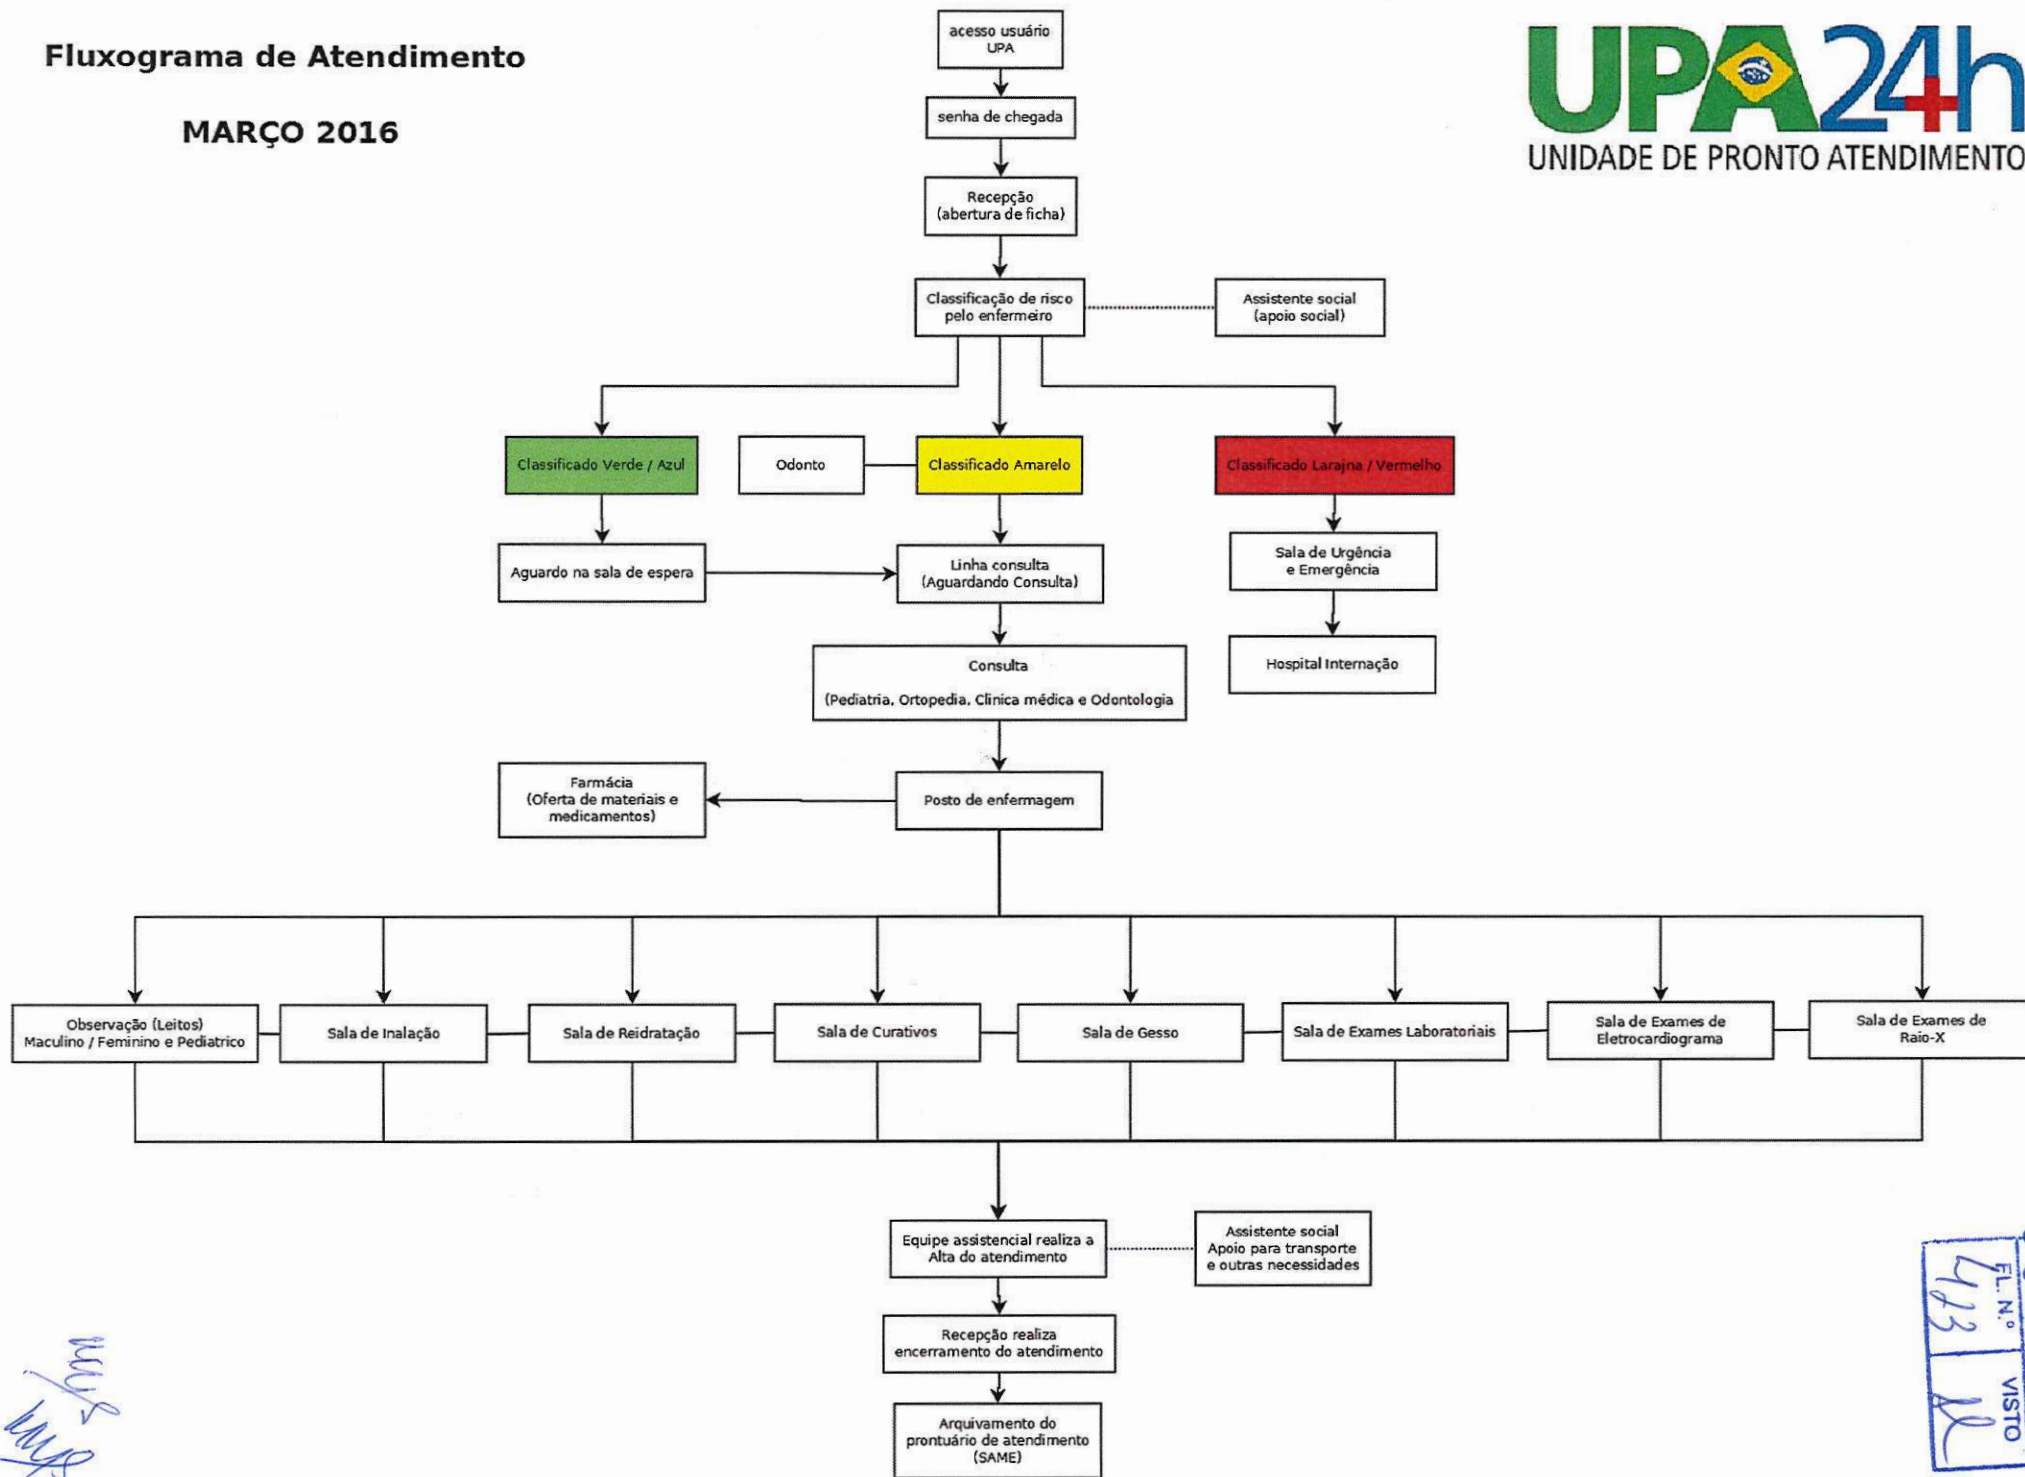 Fluxograma de Atendimento
MARÇO 2016
UPA24h
UNIDADE DE PRONTO ATENDIMENTO
acesso usuário
UPA
senha de chegada
Recepção
(abertura de ficha)
Classificação de risco
pelo enfermeiro
Assistente social
(apoio social)
Classificado Verde / Azul
Odonto
Classificado Amarelo
Classificado Larajna / Vermelho
Aguardo na sala de espera
Linha consulta
(Aguardando Consulta)
Sala de Urgência
e Emergência
Consulta
(Pediatria, Ortopedia, Clinica médica e Odontologia
Hospital Internação
Farmácia
(Oferta de materiais e
medicamentos)
Posto de enfermagem
Observação (Leitos)
Maculino / Feminino e Pediatrico
Sala de Inalação
Sala de Reidratação
Sala de Curativos
Sala de Gesso
Sala de Exames Laboratoriais
Sala de Exames de
Eletrocardiograma
Sala de Exames de
Raio-X
Equipe assistencial realiza a
Alta do atendimento
Assistente social
Apoio para transporte
e outras necessidades
Recepção realiza
encerramento do atendimento
Arquivamento do
prontuário de atendimento
(SAME)
FL. N.º VISTO